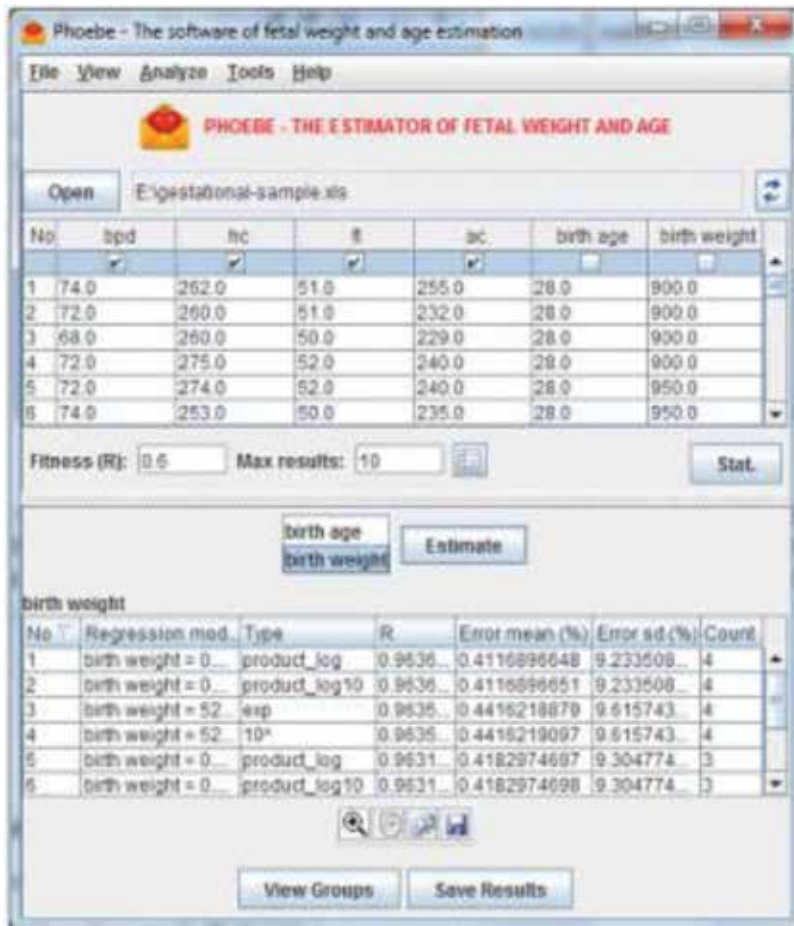 Phoebe - The software of fetal weight and age estimation
File View Analyze Tools Help
PHOEBE - THE ESTIMATOR OF FETAL WEIGHT AND AGE
Open E:\gestational-sample.xls
No bpd hc fl ac birth age birth weight
1 74.0 262.0 51.0 255.0 28.0 900.0
2 72.0 260.0 51.0 232.0 28.0 900.0
3 68.0 260.0 50.0 229.0 28.0 900.0
4 72.0 275.0 52.0 240.0 28.0 900.0
5 72.0 274.0 52.0 240.0 28.0 950.0
6 74.0 253.0 50.0 235.0 28.0 950.0
Fitness (R): 0.6 Max results: 10 Stat.
birth age
birth weight Estimate
birth weight
No Regression mod... Type R Error mean (%) Error sd (%) Count
1 birth weight = 0.... product_log 0.9636... 0.4116896648 9.233508... 4
2 birth weight = 0.... product_log10 0.9636... 0.4116896651 9.233508... 4
3 birth weight = 52... exp 0.9635... 0.4416218879 9.615743... 4
4 birth weight = 52... 10^ 0.9635... 0.4416219097 9.615743... 4
5 birth weight = 0.... product_log 0.9631... 0.4182974697 9.304774... 3
6 birth weight = 0.... product_log10 0.9631... 0.4182974698 9.304774... 3
View Groups Save Results